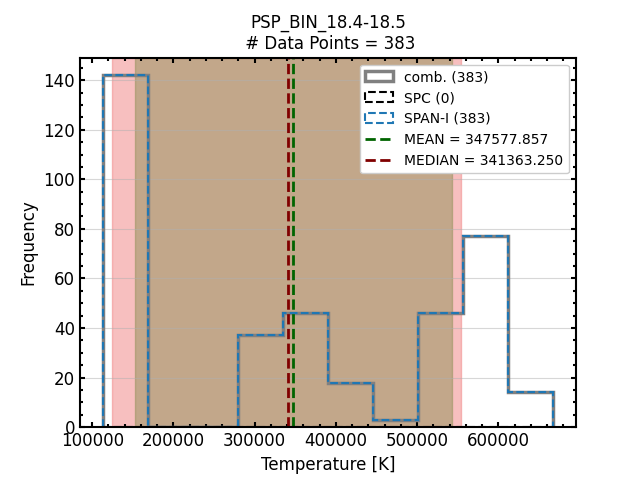 PSP_BIN_18.4-18.5
# Data Points = 383
comb. (383)
SPC (0)
SPAN-I (383)
MEAN = 347577.857
MEDIAN = 341363.250
Frequency
140
120
100
80
60
40
20
0
100000 200000 300000 400000 500000 600000
Temperature [K]